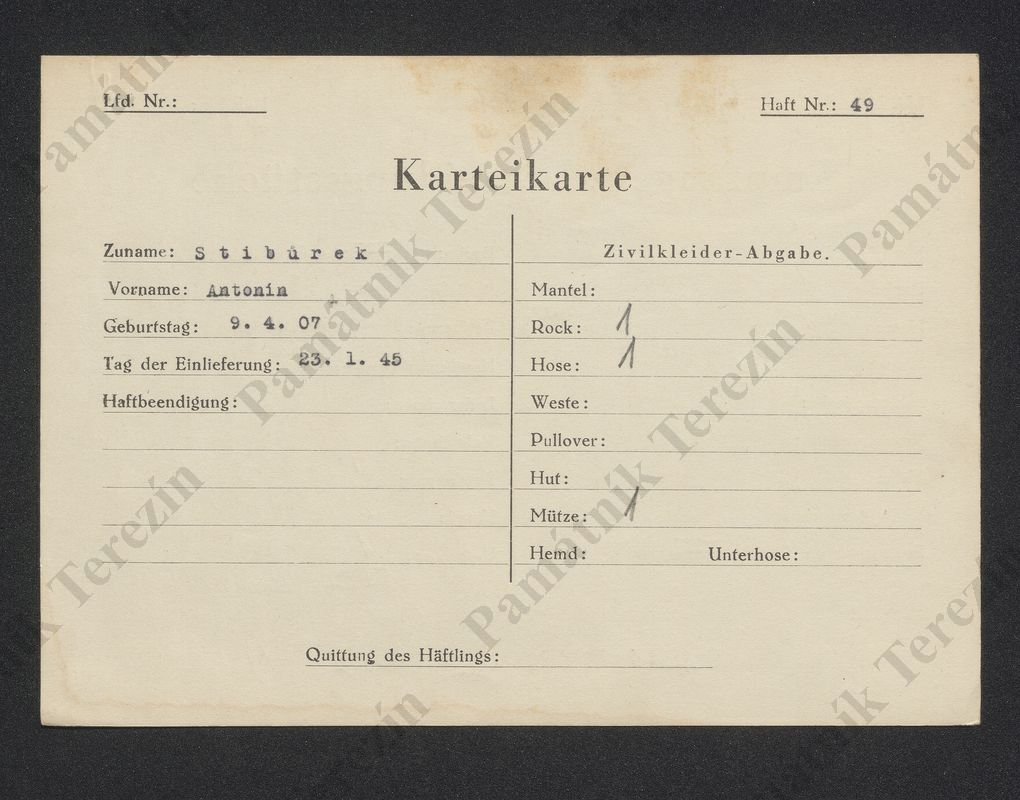 Lfd. Nr.:
Haft Nr.: 49
Karteikarte
Zuname: Stibůrek
Vorname: Antonín
Geburtstag: 9. 4. 07
Tag der Einlieferung: 23. 1. 45
Haftbeendigung:
Zivilkleider-Abgabe.
Mantel:
Rock: 1
Hose: 1
Weste:
Pullover:
Hut:
Mütze: 1
Hemd: Unterhose:
Quittung des Häftlings:
Památník Terezín